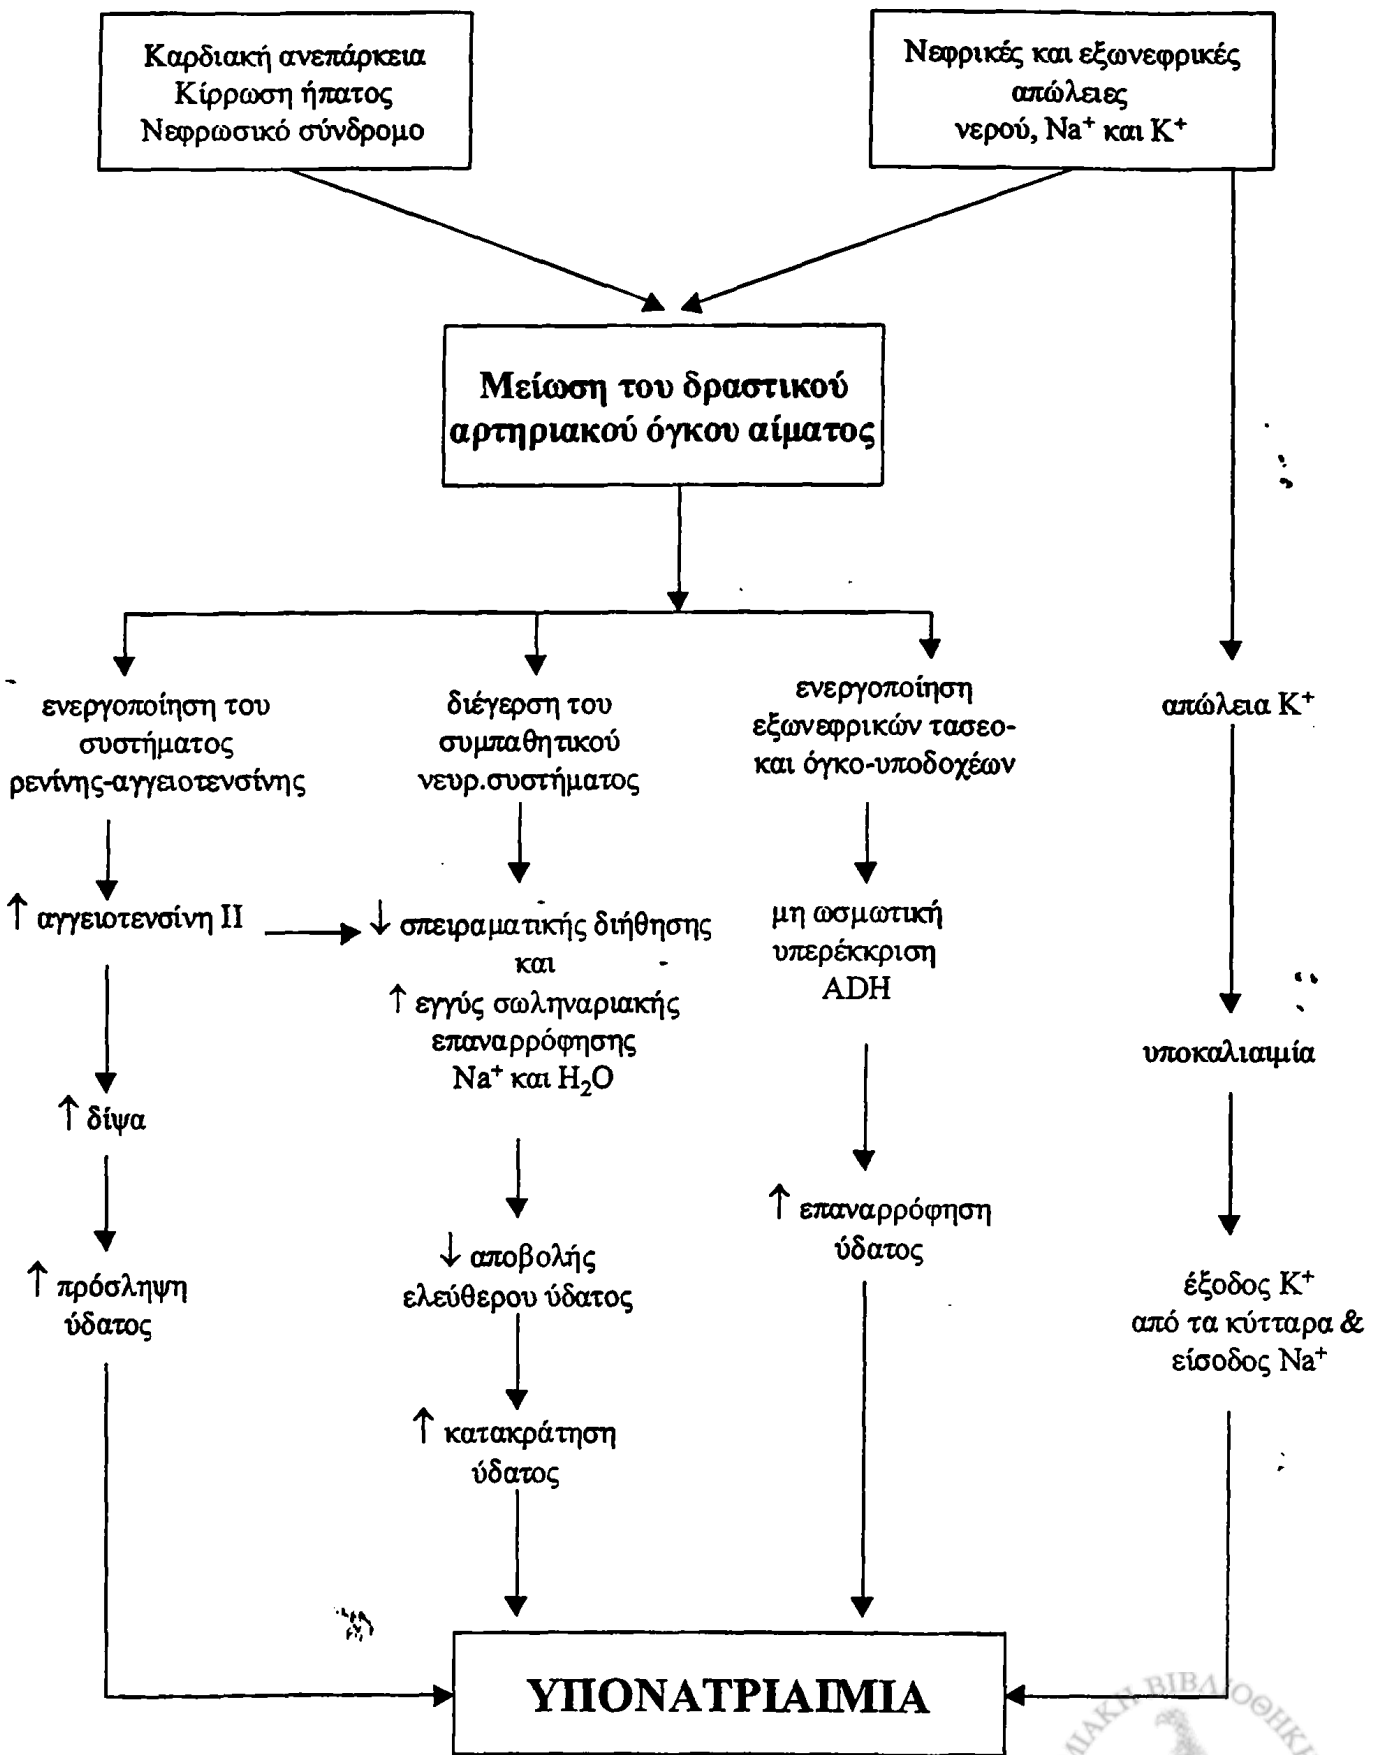 Καρδιακή ανεπάρκεια
Κίρρωση ήπατος
Νεφρωσικό σύνδρομο
Νεφρικές και εξωνεφρικές
απώλειες
νερού, Na⁺ και K⁺
Μείωση του δραστικού
αρτηριακού όγκου αίματος
ενεργοποίηση του
συστήματος
ρενίνης-αγγειοτενσίνης
διέγερση του
συμπαθητικού
νευρ.συστήματος
ενεργοποίηση
εξωνεφρικών τασεο-
και όγκο-υποδοχέων
απώλεια K⁺
↑ αγγειοτενσίνη II
↓ σπειραματικής διήθησης
και
↑ εγγύς σωληναριακής
επαναρρόφησης
Na⁺ και H₂O
μη ωσμωτική
υπερέκκριση
ADH
υποκαλιαιμία
↑ δίψα
↑ πρόσληψη
ύδατος
↓ αποβολής
ελεύθερου ύδατος
↑ επαναρρόφηση
ύδατος
έξοδος K⁺
από τα κύτταρα &
είσοδος Na⁺
↑ κατακράτηση
ύδατος
ΥΠΟΝΑΤΡΙΑΙΜΙΑ